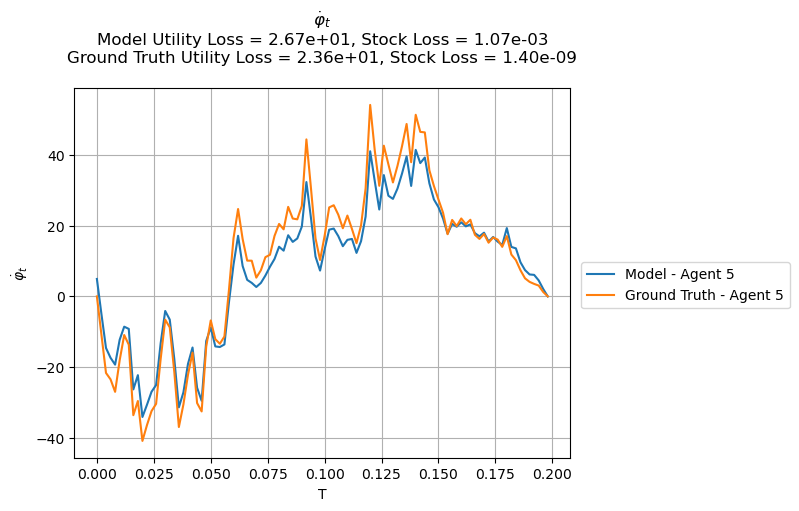 φ̇ₜ
Model Utility Loss = 2.67e+01, Stock Loss = 1.07e-03
Ground Truth Utility Loss = 2.36e+01, Stock Loss = 1.40e-09
φ̇ₜ
40
20
0
−20
−40
0.000 0.025 0.050 0.075 0.100 0.125 0.150 0.175 0.200
T
Model - Agent 5
Ground Truth - Agent 5